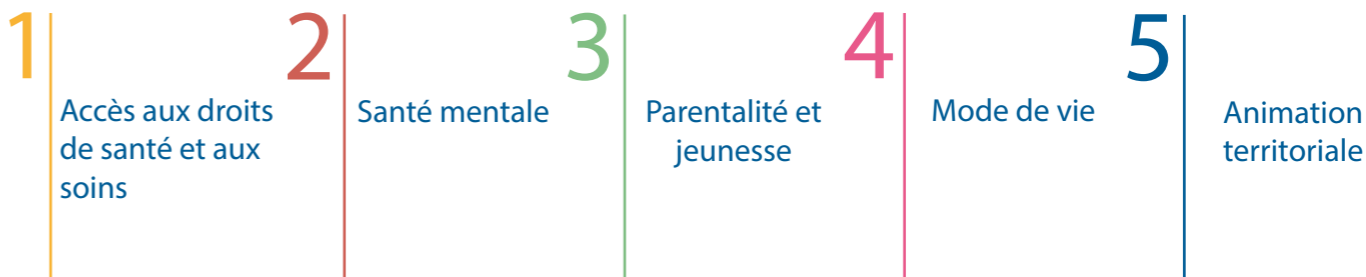 1
Accès aux droits
de santé et aux
soins
2
Santé mentale
3
Parentalité et
jeunesse
4
Mode de vie
5
Animation
territoriale